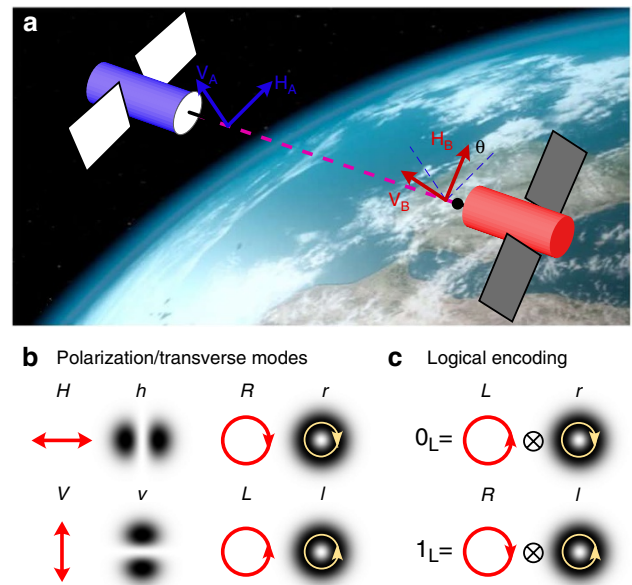 a
V_A H_A
H_B θ
V_B
b Polarization/transverse modes
c Logical encoding
H h R r
L r
0_L= ⊗
V v L l
R l
1_L= ⊗